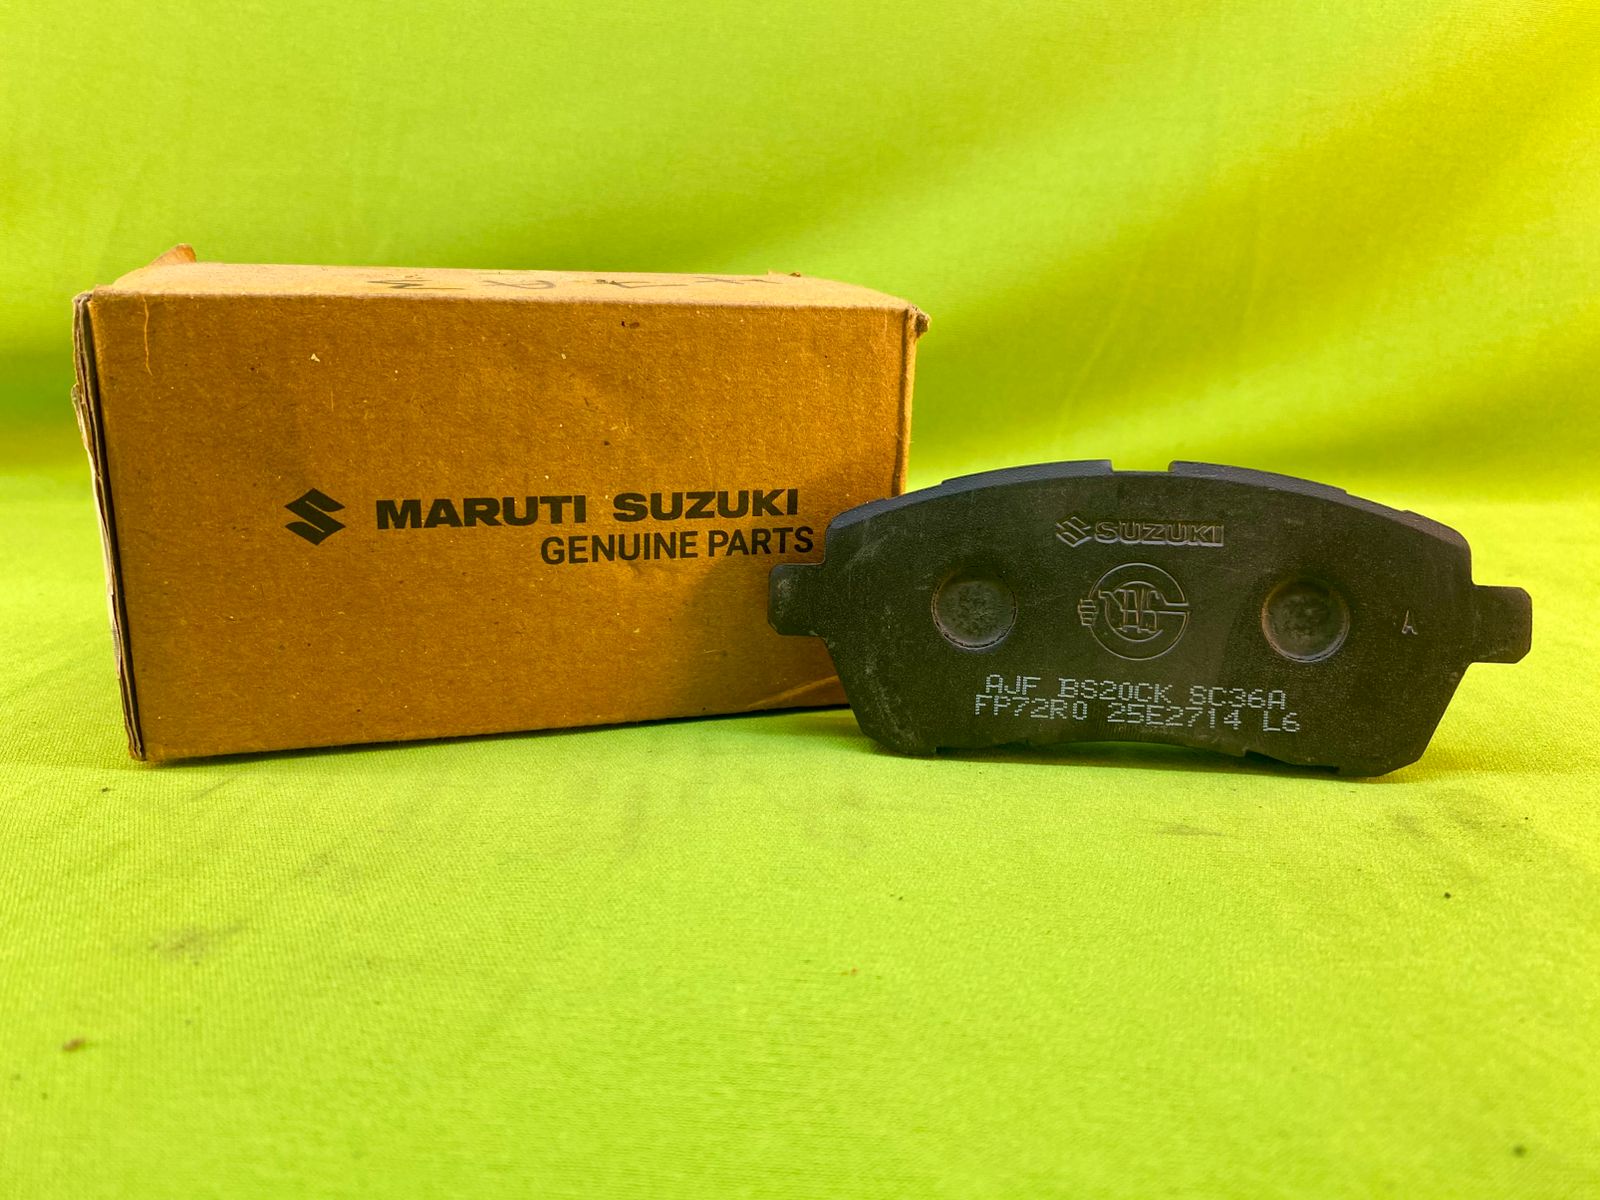 MARUTI SUZUKI
GENUINE PARTS
SUZUKI
A
AJF BS20CK SC36A
FP72R0 25E2714 L6